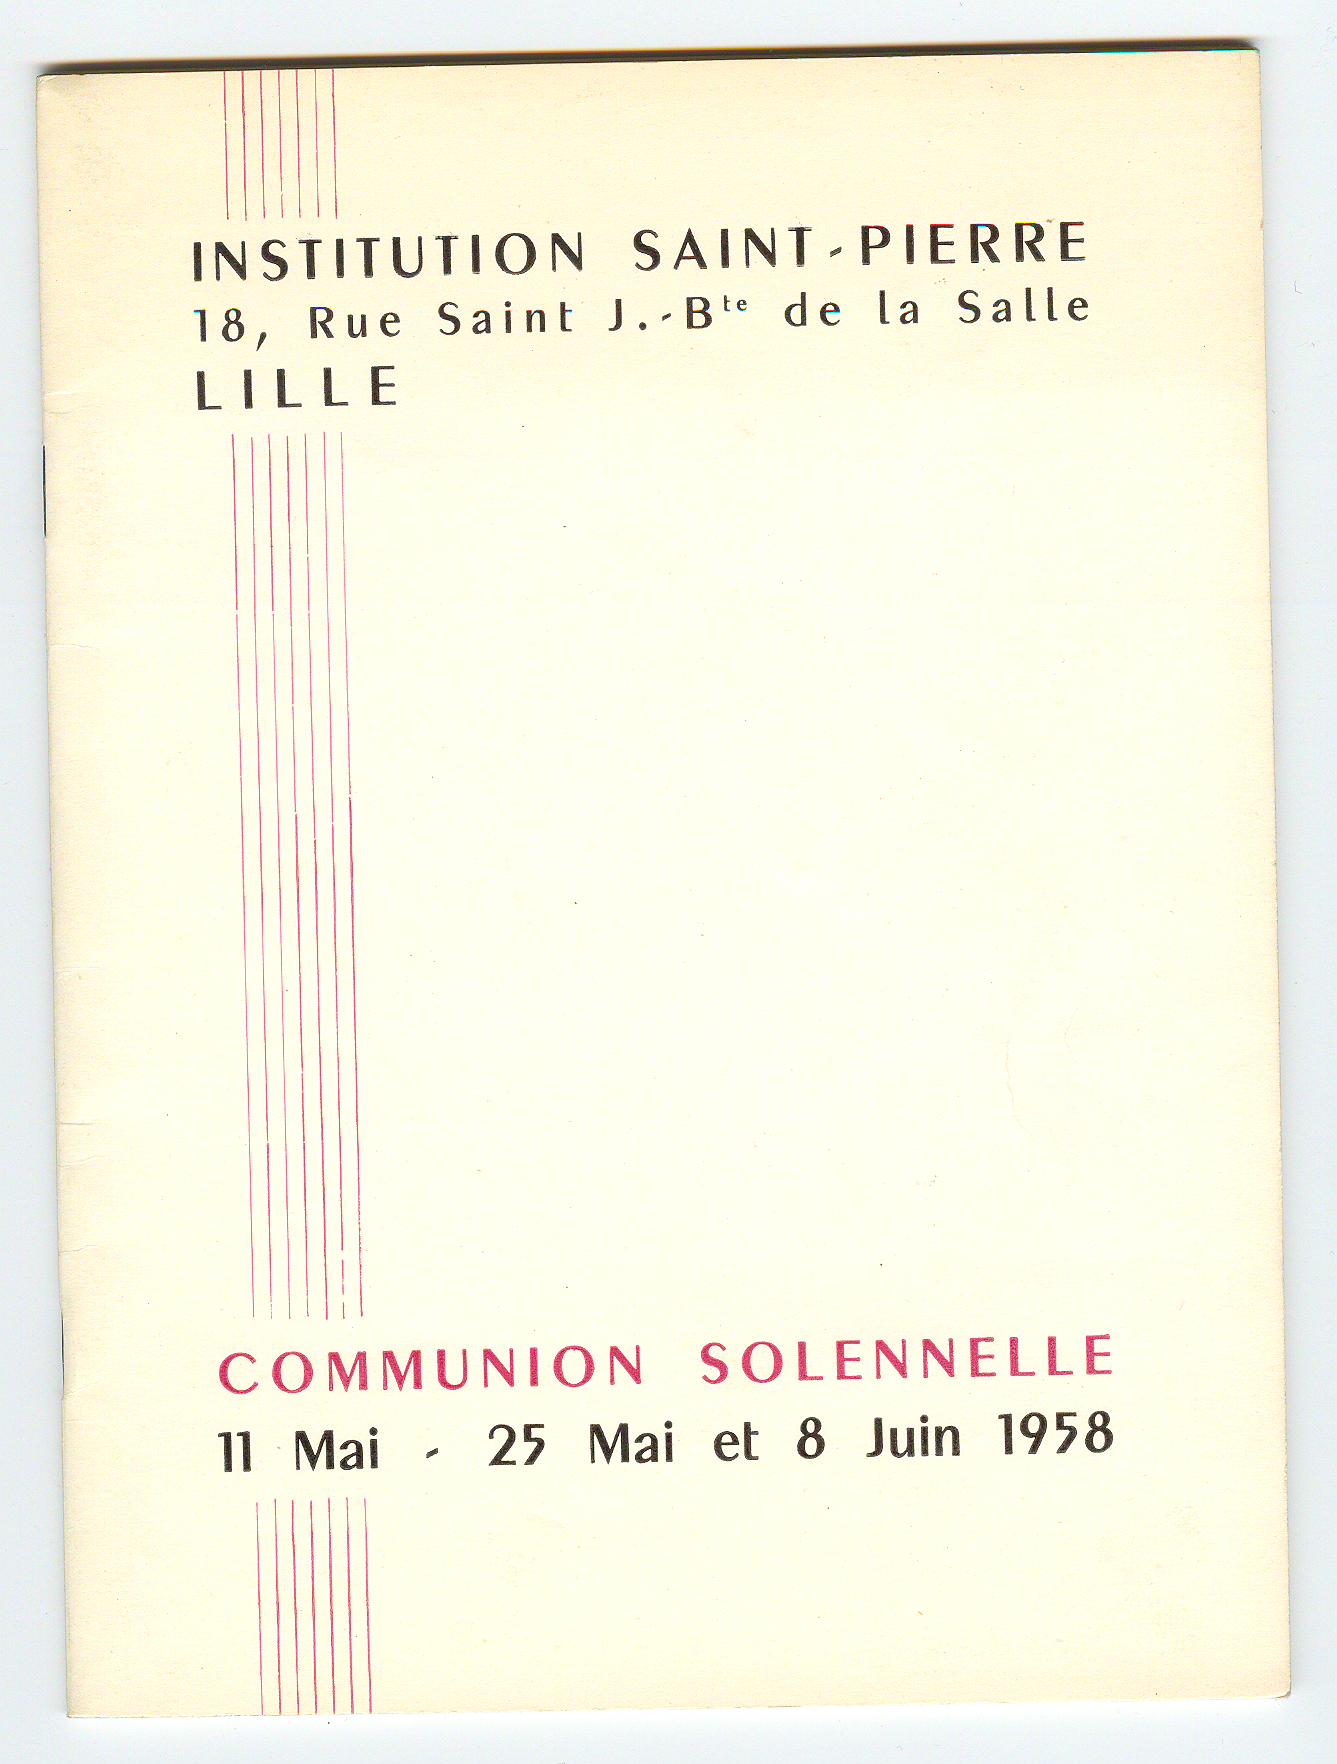 INSTITUTION SAINT-PIERRE
18, Rue Saint J.-Bte de la Salle
LILLE
COMMUNION SOLENNELLE
11 Mai - 25 Mai et 8 Juin 1958